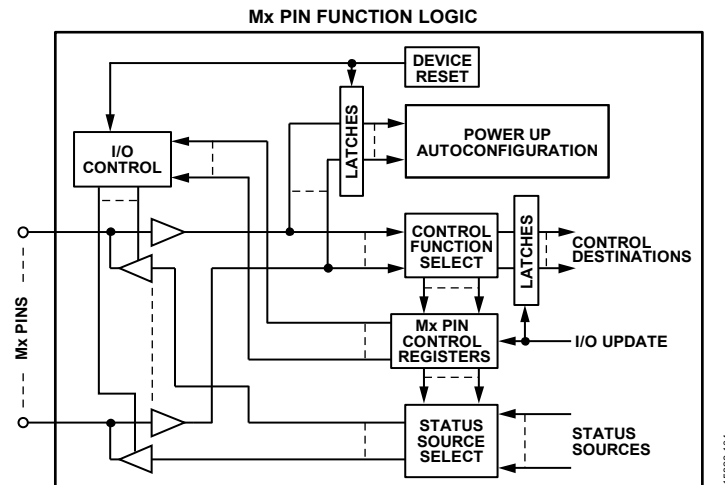 Mx PIN FUNCTION LOGIC
DEVICE
RESET
LATCHES
POWER UP
AUTOCONFIGURATION
I/O
CONTROL
CONTROL
FUNCTION
SELECT
LATCHES
CONTROL
DESTINATIONS
Mx PINS
Mx PIN
CONTROL
REGISTERS
I/O UPDATE
STATUS
SOURCE
SELECT
STATUS
SOURCES